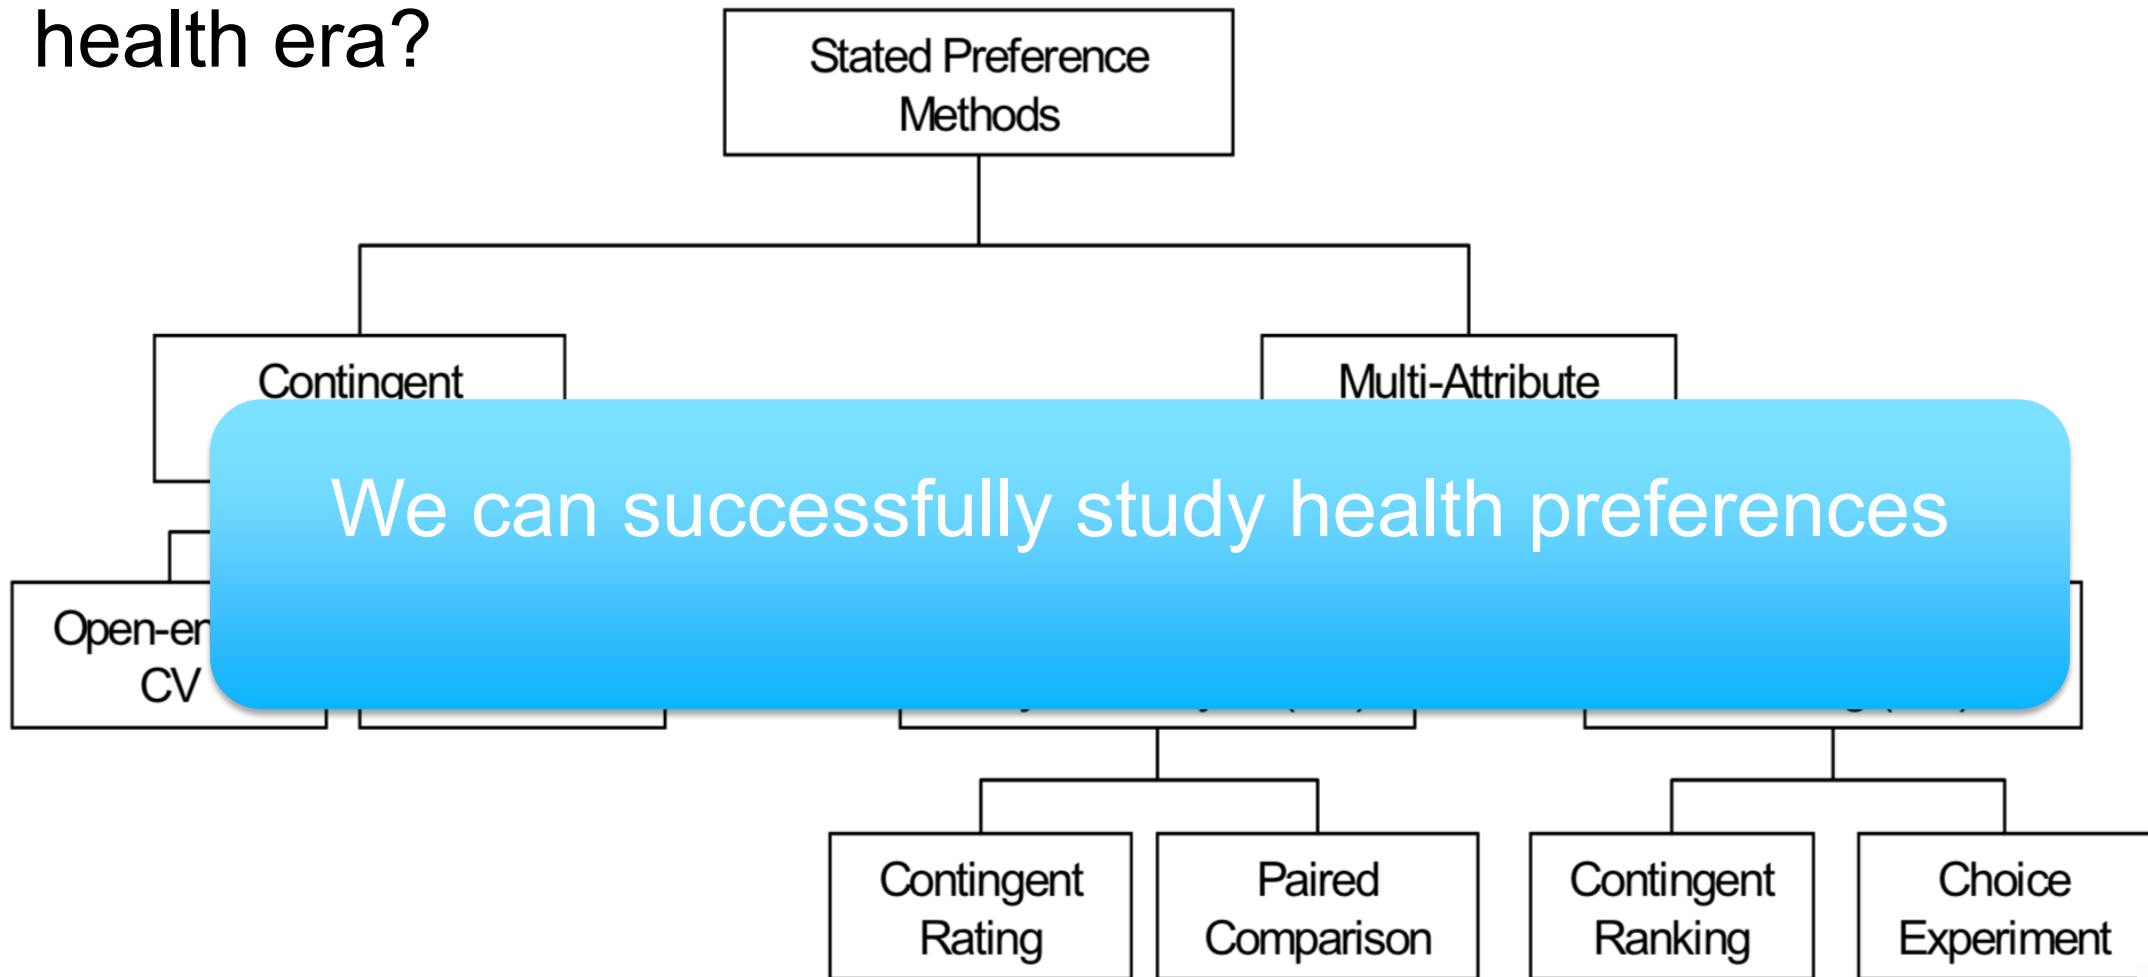 health era?
Stated Preference
Methods
Contingent
Multi-Attribute
We can successfully study health preferences
Open-en
CV
Contingent
Rating
Paired
Comparison
Contingent
Ranking
Choice
Experiment